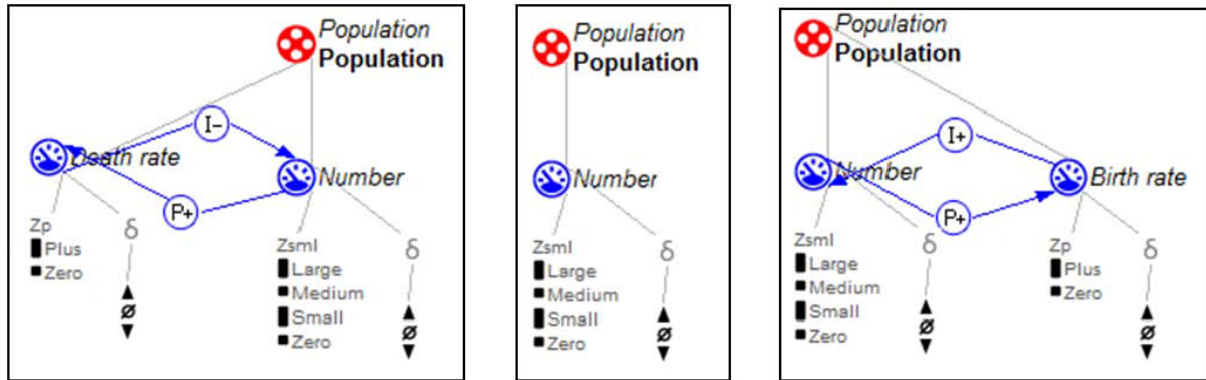 Population
Population
I-
Death rate
Number
P+
Zp
Plus
Zero
δ
Zsml
Large
Medium
Small
Zero
δ
ø
ø
Population
Population
Number
Zsml
Large
Medium
Small
Zero
δ
ø
Population
Population
I+
Number
Birth rate
P+
Zsml
Large
Medium
Small
Zero
δ
ø
Zp
Plus
Zero
δ
ø